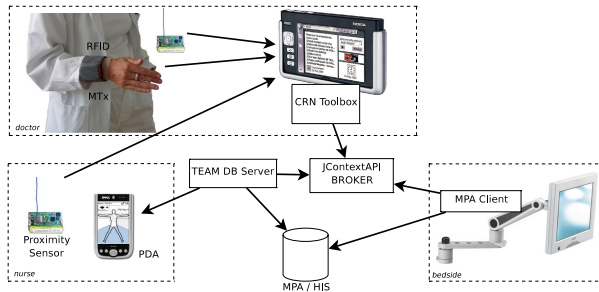 RFID
MTx
doctor
NOKIA
CRN Toolbox
TEAM DB Server
JContextAPI
BROKER
MPA Client
Proximity
Sensor
PDA
nurse
MPA / HIS
bedside